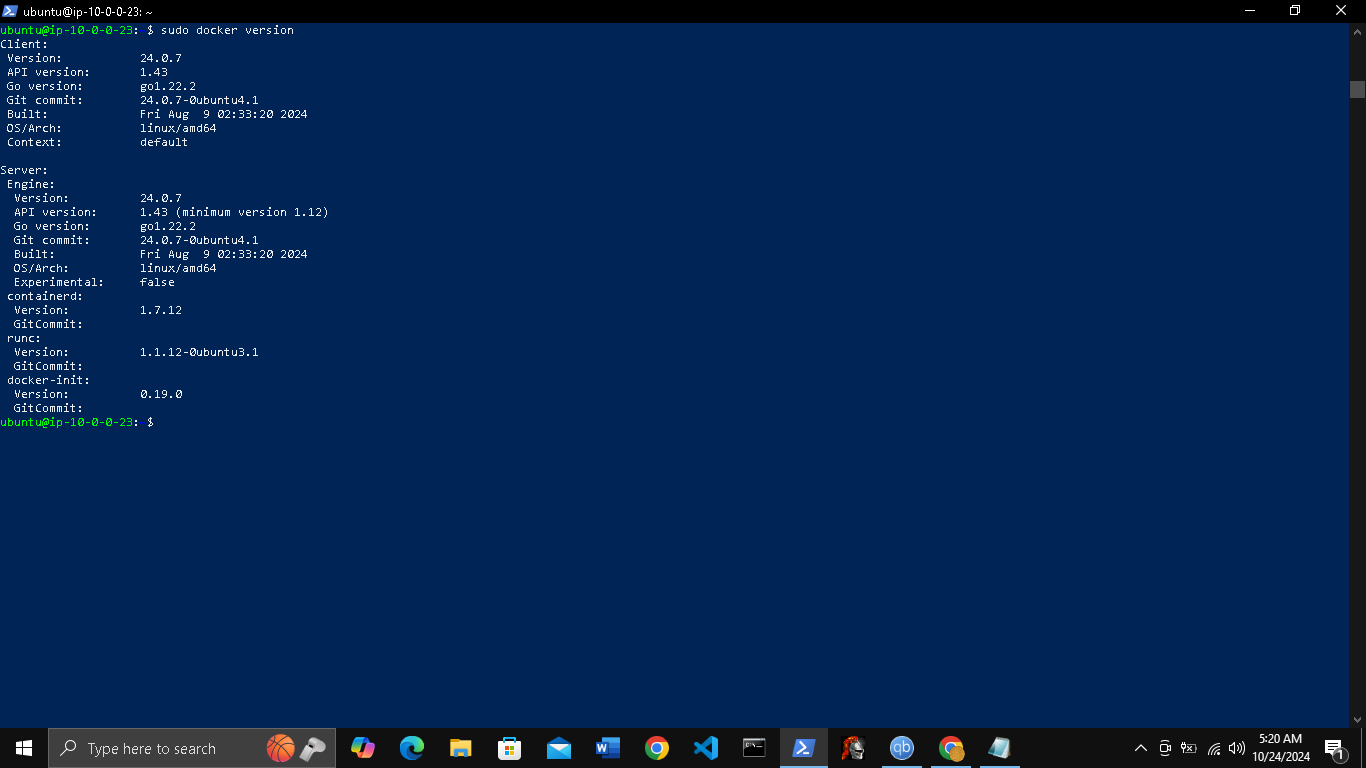 ubuntu@ip-10-0-0-23: ~
ubuntu@ip-10-0-0-23:~$ sudo docker version
Client:
 Version:           24.0.7
 API version:       1.43
 Go version:        go1.22.2
 Git commit:        24.0.7-0ubuntu4.1
 Built:             Fri Aug  9 02:33:20 2024
 OS/Arch:           linux/amd64
 Context:           default

Server:
 Engine:
  Version:          24.0.7
  API version:      1.43 (minimum version 1.12)
  Go version:       go1.22.2
  Git commit:       24.0.7-0ubuntu4.1
  Built:            Fri Aug  9 02:33:20 2024
  OS/Arch:          linux/amd64
  Experimental:     false
 containerd:
  Version:          1.7.12
  GitCommit:
 runc:
  Version:          1.1.12-0ubuntu3.1
  GitCommit:
 docker-init:
  Version:          0.19.0
  GitCommit:
ubuntu@ip-10-0-0-23:~$
Type here to search
W
qb
5:20 AM
10/24/2024
1